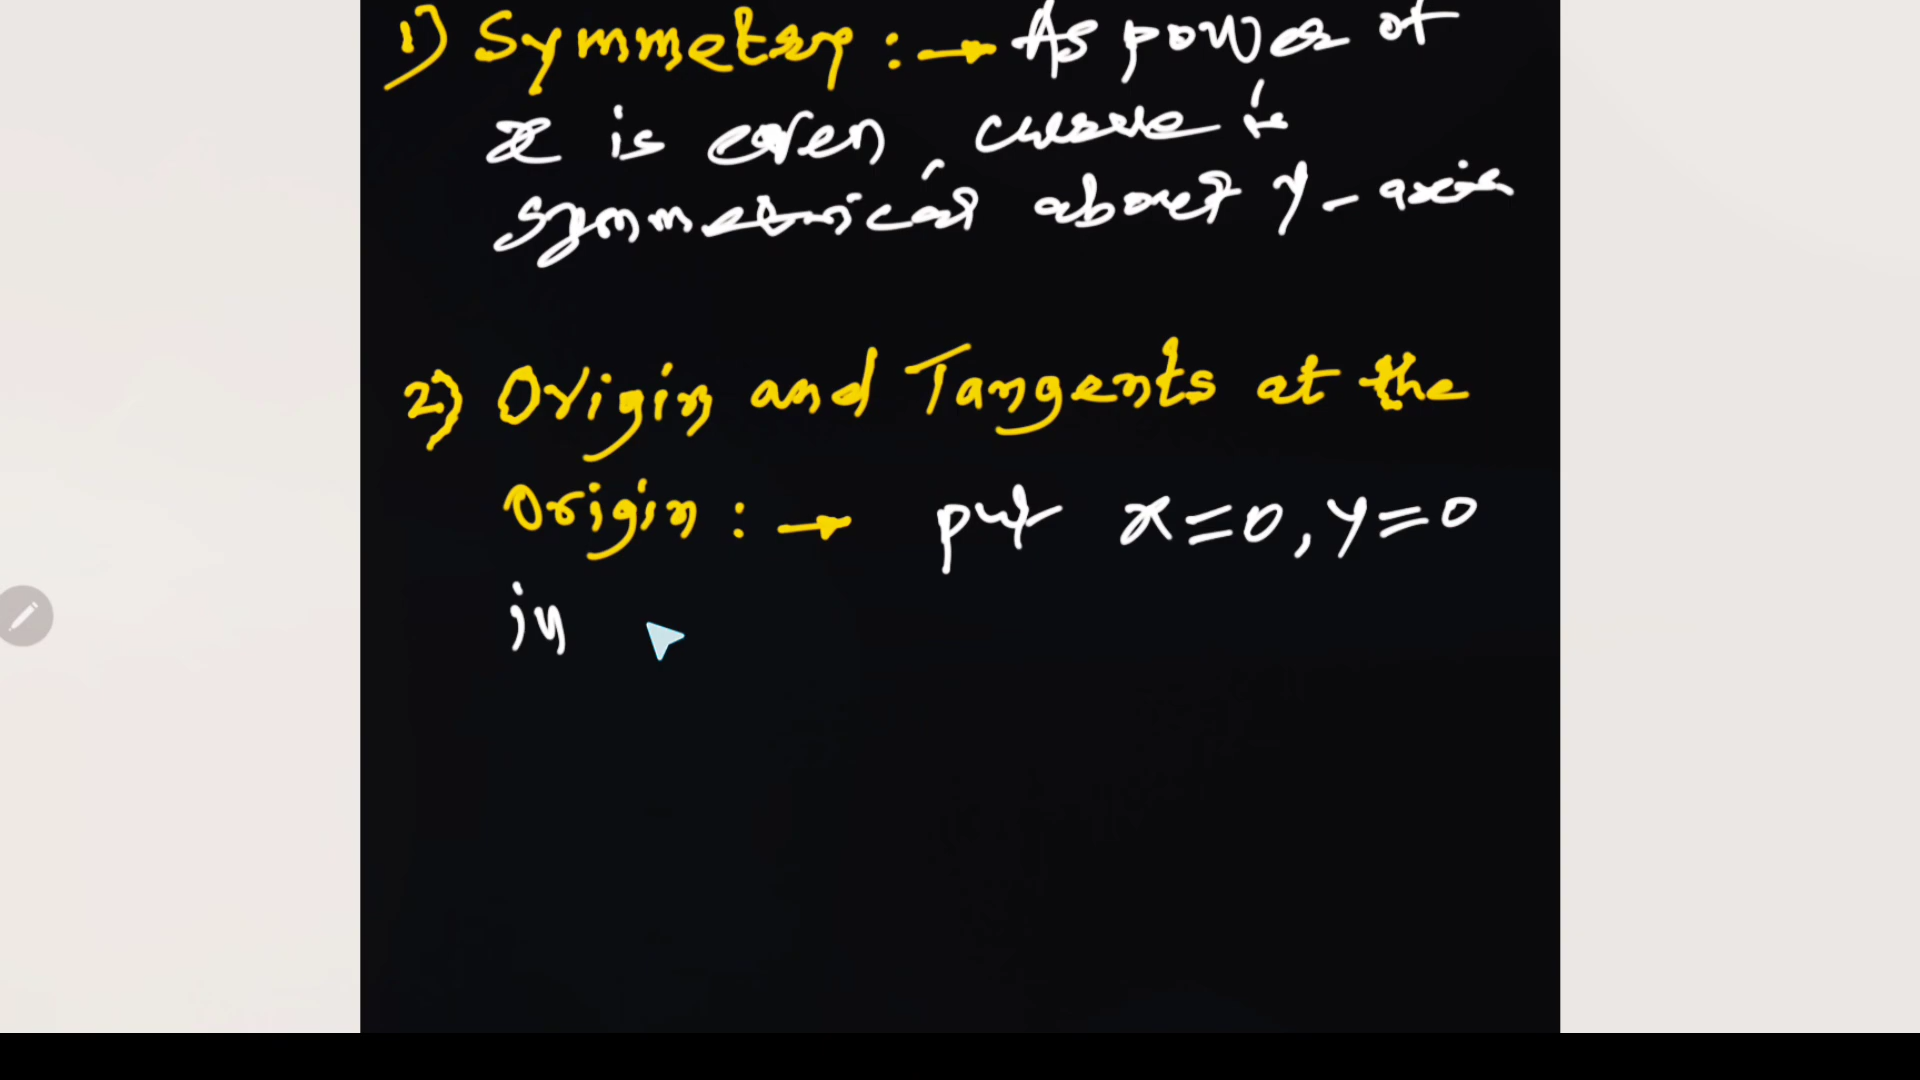 1) Symmetry :→ As power of
x is even, curve is
symmetrical about Y-axis
2) Origin and Tangents at the
Origin :→ put x=0, y=0
in